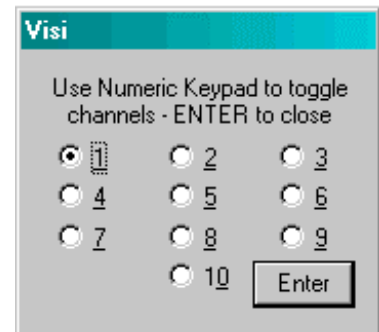 Visi
Use Numeric Keypad to toggle
channels - ENTER to close
1 2 3
4 5 6
7 8 9
10 Enter